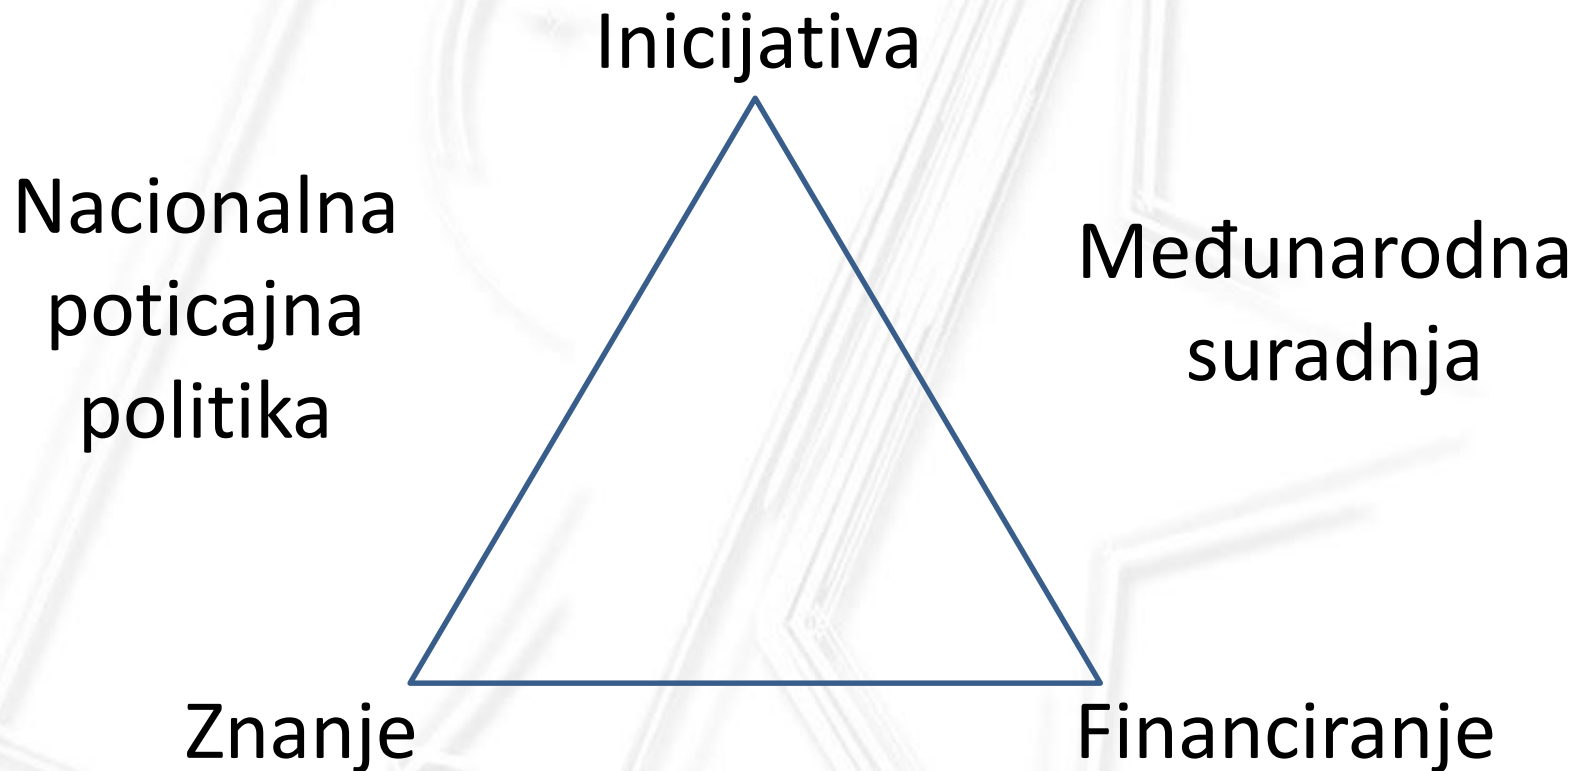 Inicijativa
Nacionalna
poticajna
politika
Međunarodna
suradnja
Znanje
Financiranje